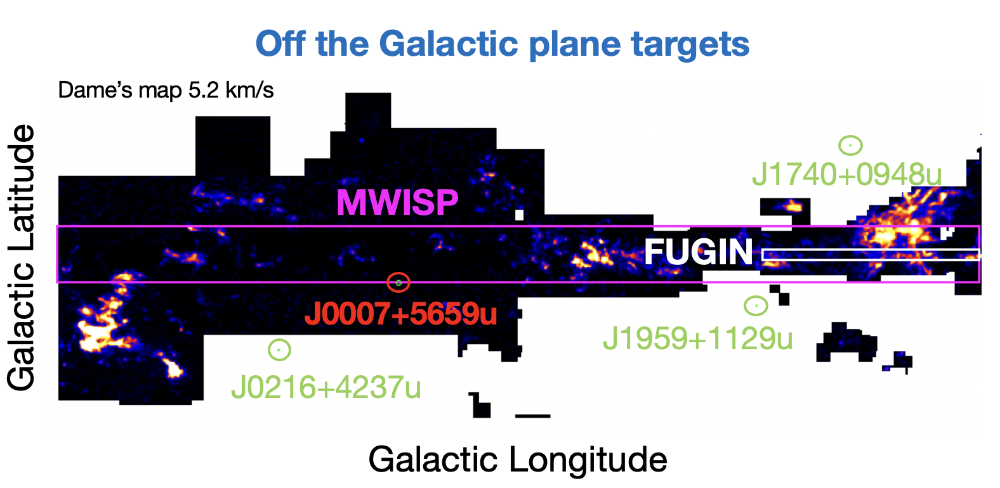 Off the Galactic plane targets
Dame's map 5.2 km/s
Galactic Latitude
J1740+0948u
MWISP
FUGIN
J0007+5659u
J1959+1129u
J0216+4237u
Galactic Longitude